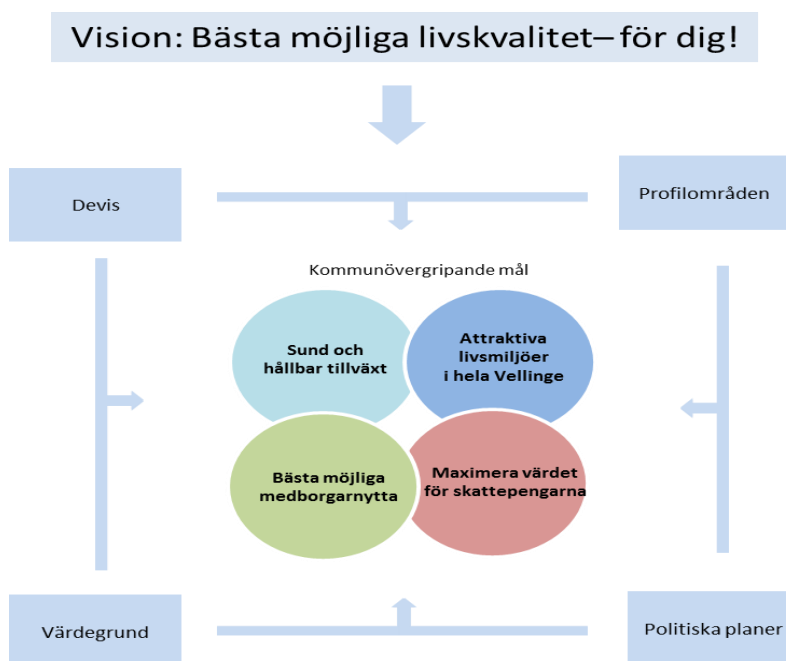 Vision: Bästa möjliga livskvalitet– för dig!
Devis
Profilområden
Kommunövergripande mål
Sund och
hållbar tillväxt
Attraktiva
livsmiljöer
i hela Vellinge
Bästa möjliga
medborgarnytta
Maximera värdet
för skattepengarna
Värdegrund
Politiska planer